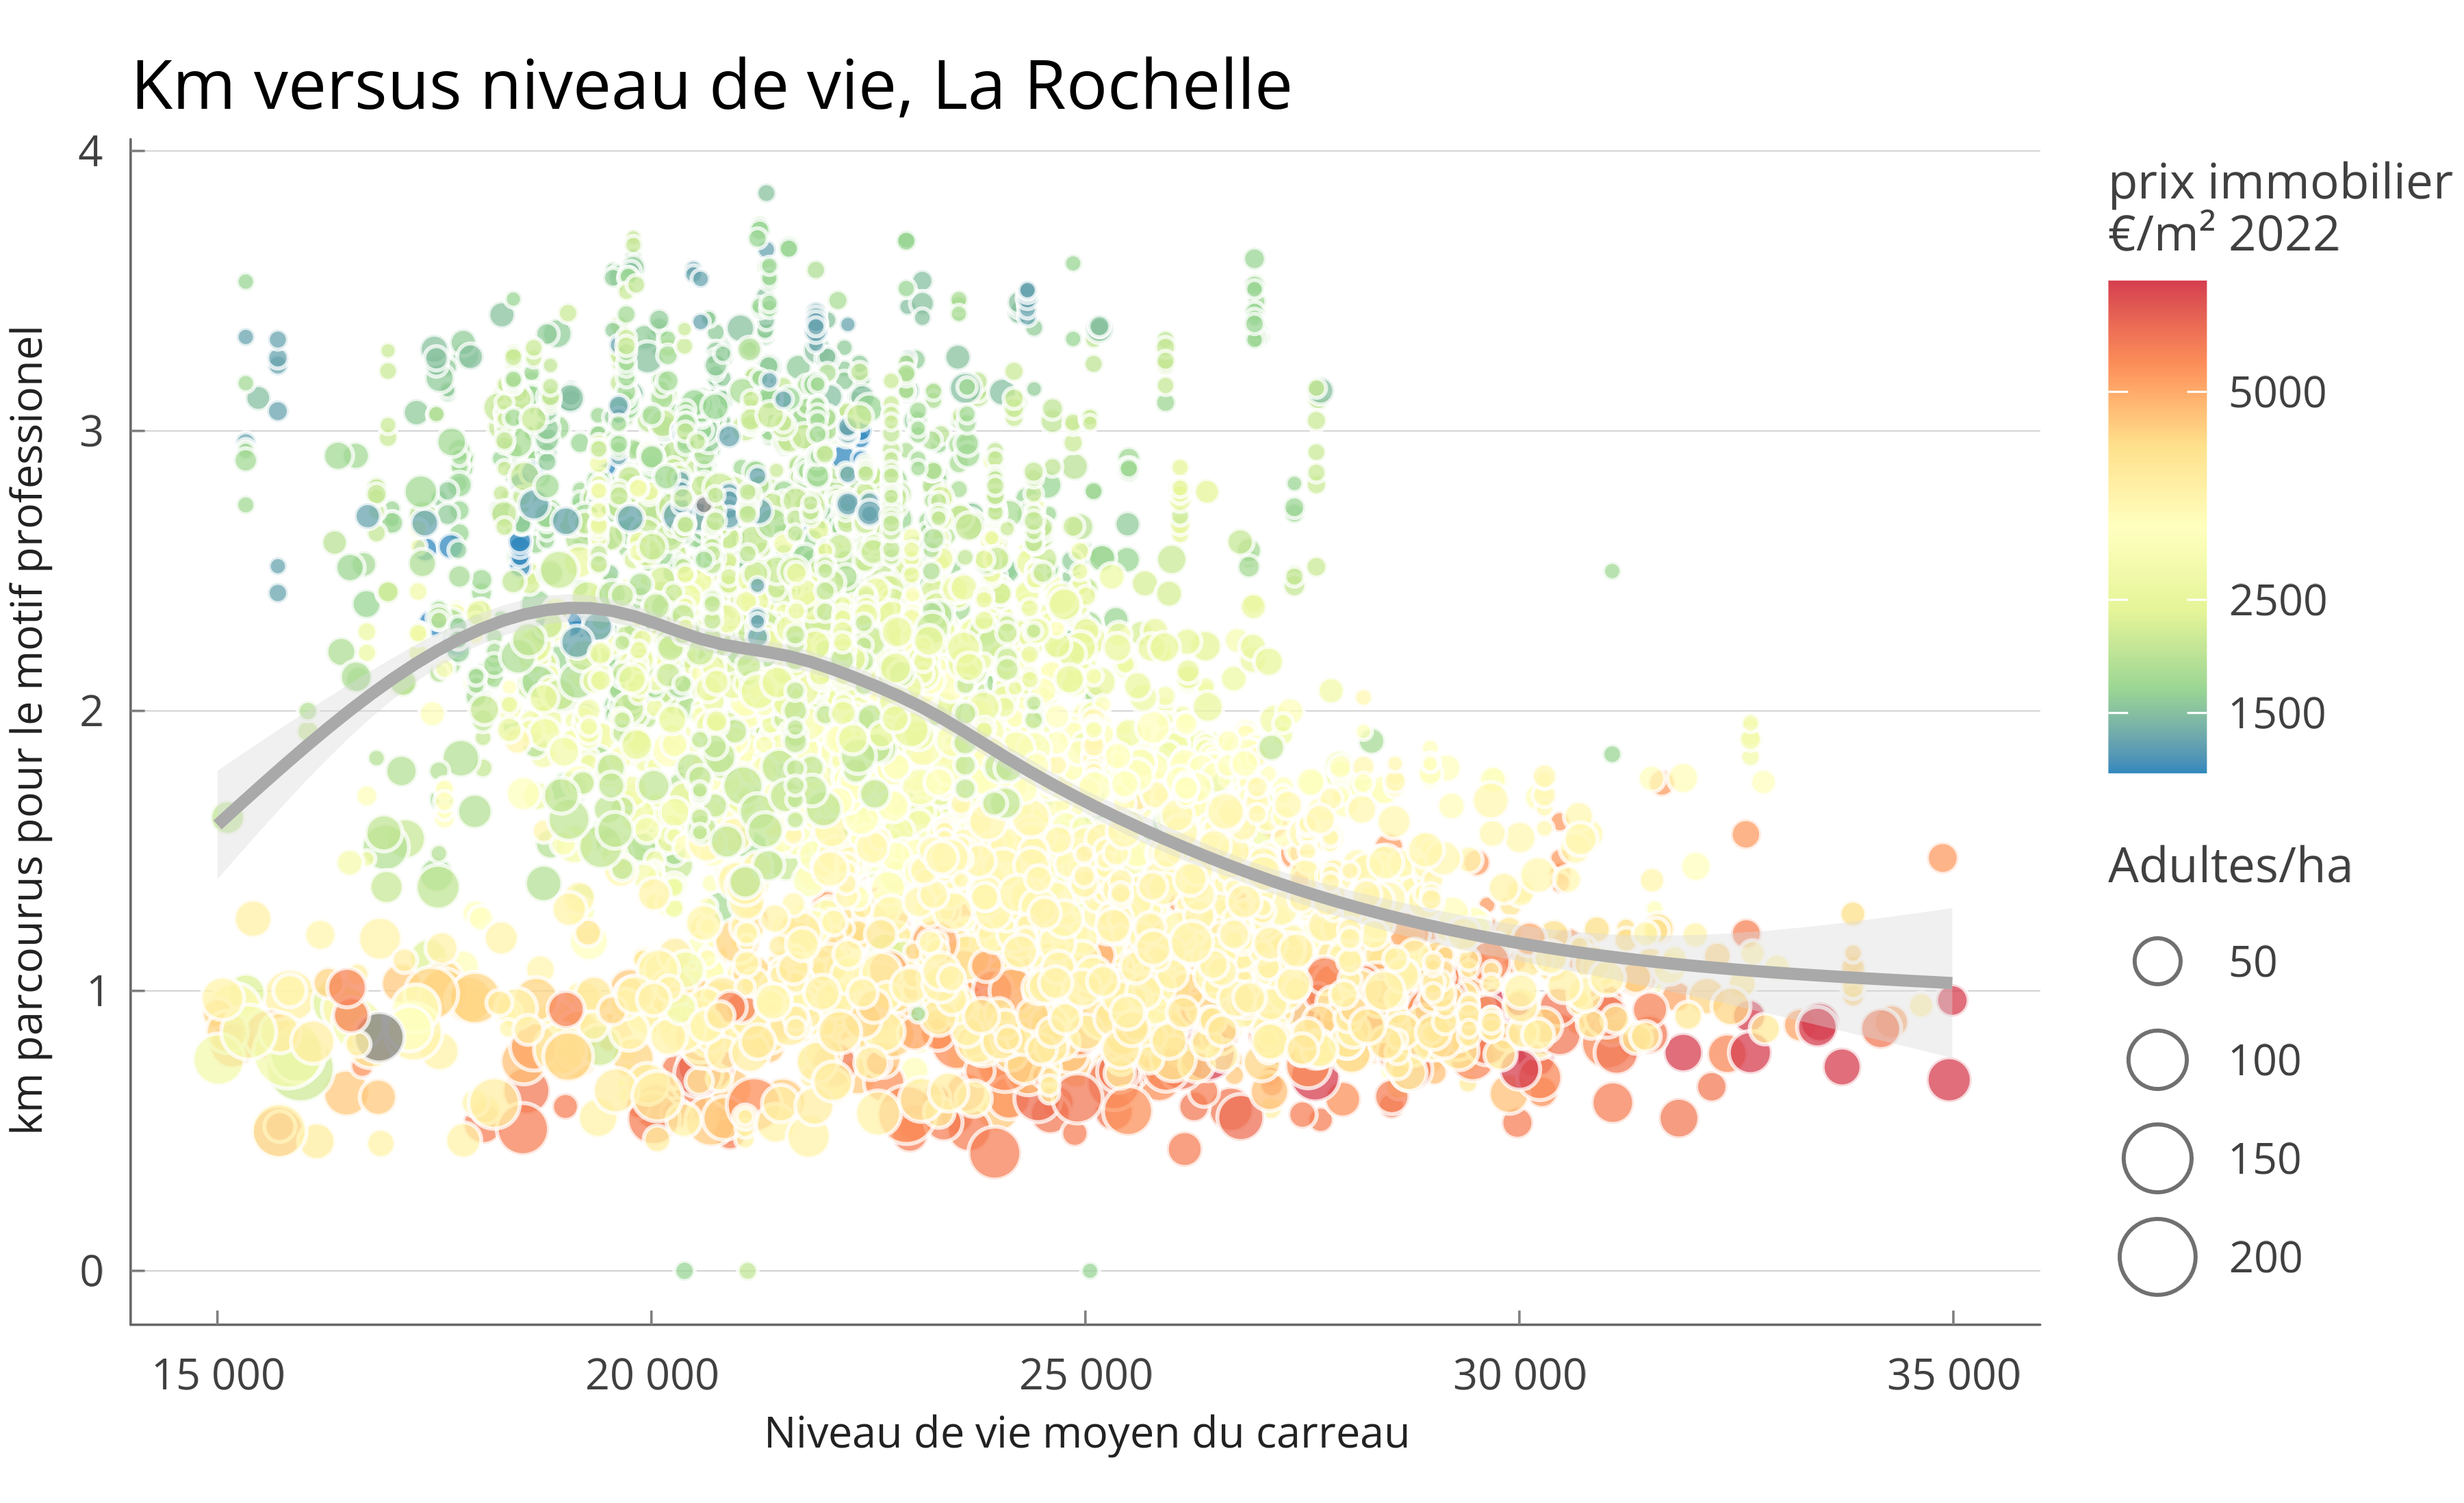 Km versus niveau de vie, La Rochelle
km parcourus pour le motif professionel
4
3
2
1
0
15 000
20 000
25 000
30 000
35 000
Niveau de vie moyen du carreau
prix immobilier
€/m² 2022
5000
2500
1500
Adultes/ha
50
100
150
200